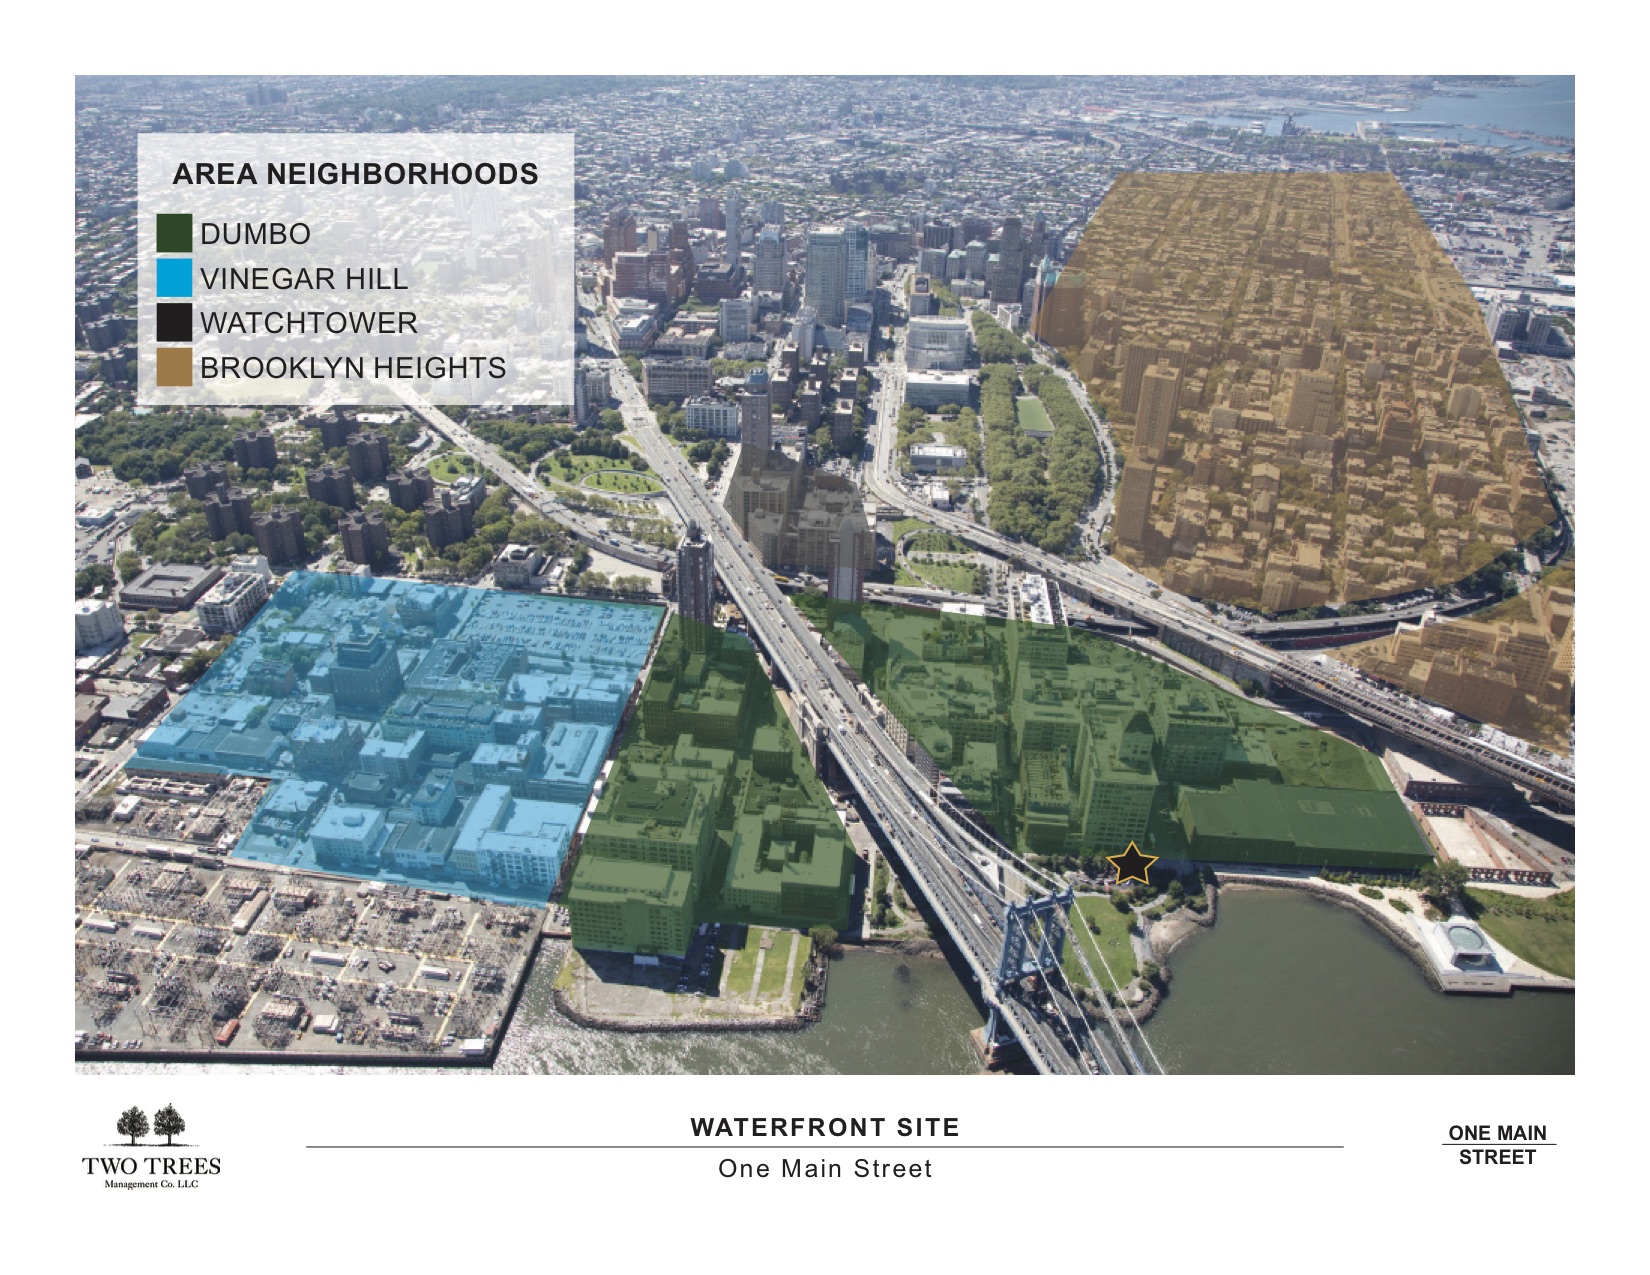 AREA NEIGHBORHOODS
DUMBO
VINEGAR HILL
WATCHTOWER
BROOKLYN HEIGHTS
TWO TREES
Management Co. LLC
WATERFRONT SITE
One Main Street
ONE MAIN
STREET